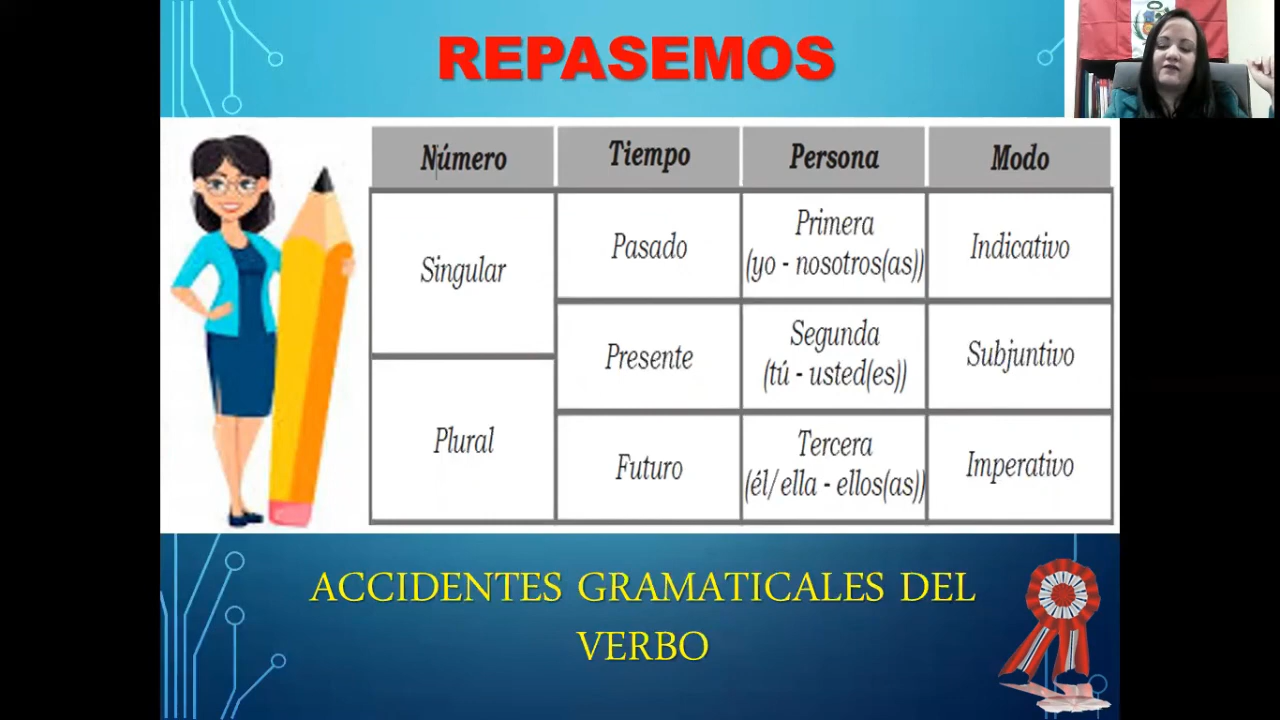 REPASEMOS
Número
Tiempo
Persona
Modo
Singular
Plural
Pasado
Presente
Futuro
Primera
(yo - nosotros(as))
Segunda
(tú - usted(es))
Tercera
(él/ ella - ellos(as))
Indicativo
Subjuntivo
Imperativo
ACCIDENTES GRAMATICALES DEL
VERBO